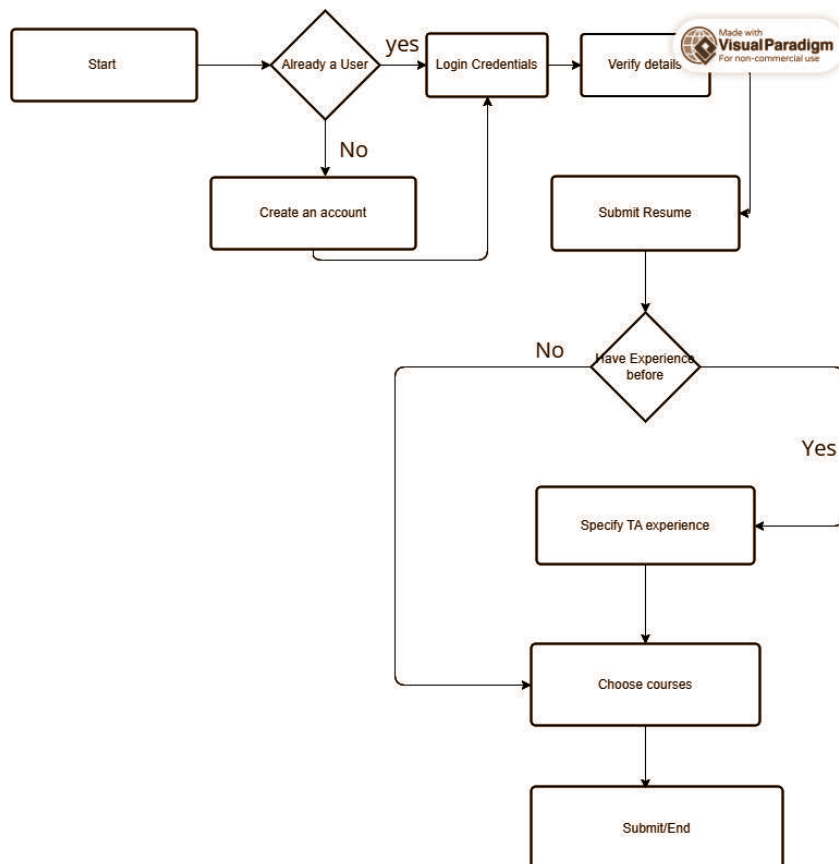 Start
Already a User
yes
Login Credentials
Verify details
Made with
Visual Paradigm
For non-commercial use
No
Create an account
Submit Resume
No
Have Experience
before
Yes
Specify TA experience
Choose courses
Submit/End